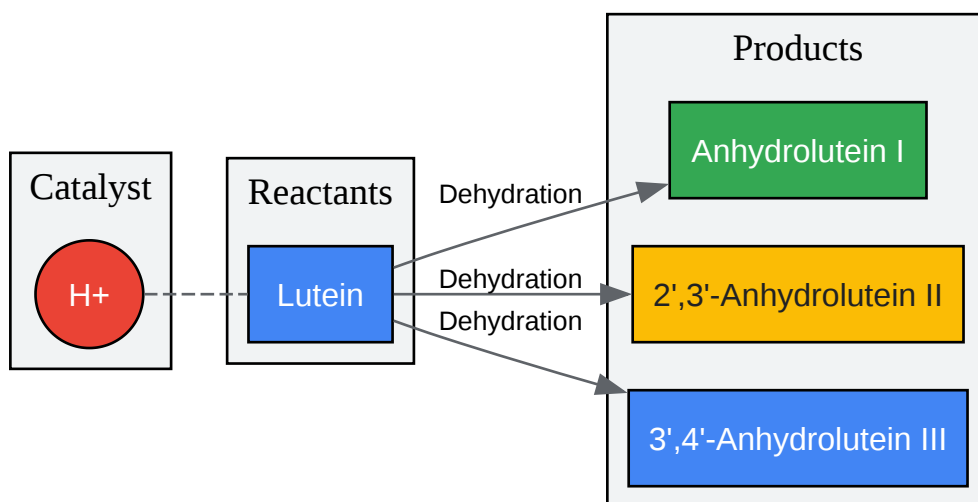 Catalyst
H+
Reactants
Lutein
Dehydration
Dehydration
Dehydration
Products
Anhydrolutein I
2',3'-Anhydrolutein II
3',4'-Anhydrolutein III